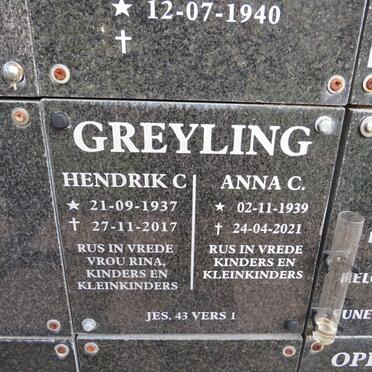 ★ 12-07-1940
✝
GREYLING
HENDRIK C
★ 21-09-1937
✝ 27-11-2017
RUS IN VREDE
VROU RINA,
KINDERS EN
KLEINKINDERS
ANNA C.
★ 02-11-1939
✝ 24-04-2021
RUS IN VREDE
KINDERS EN
KLEINKINDERS
JES. 43 VERS 1